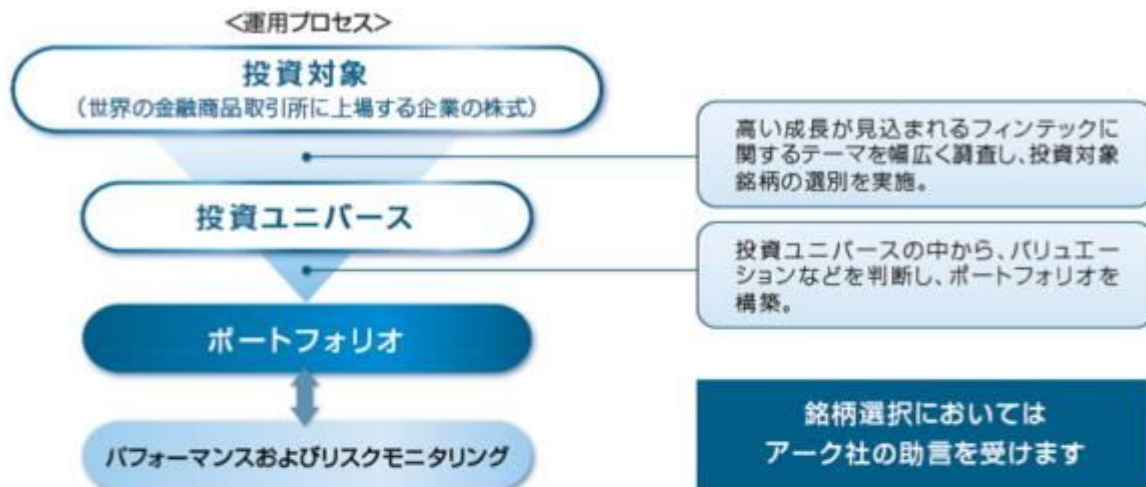 <運用プロセス>
投資対象
（世界の金融商品取引所に上場する企業の株式）
高い成長が見込まれるフィンテックに
関するテーマを幅広く調査し、投資対象
銘柄の選別を実施。
投資ユニバース
投資ユニバースの中から、バリュエー
ションなどを判断し、ポートフォリオを
構築。
ポートフォリオ
パフォーマンスおよびリスクモニタリング
銘柄選択においては
アーク社の助言を受けます